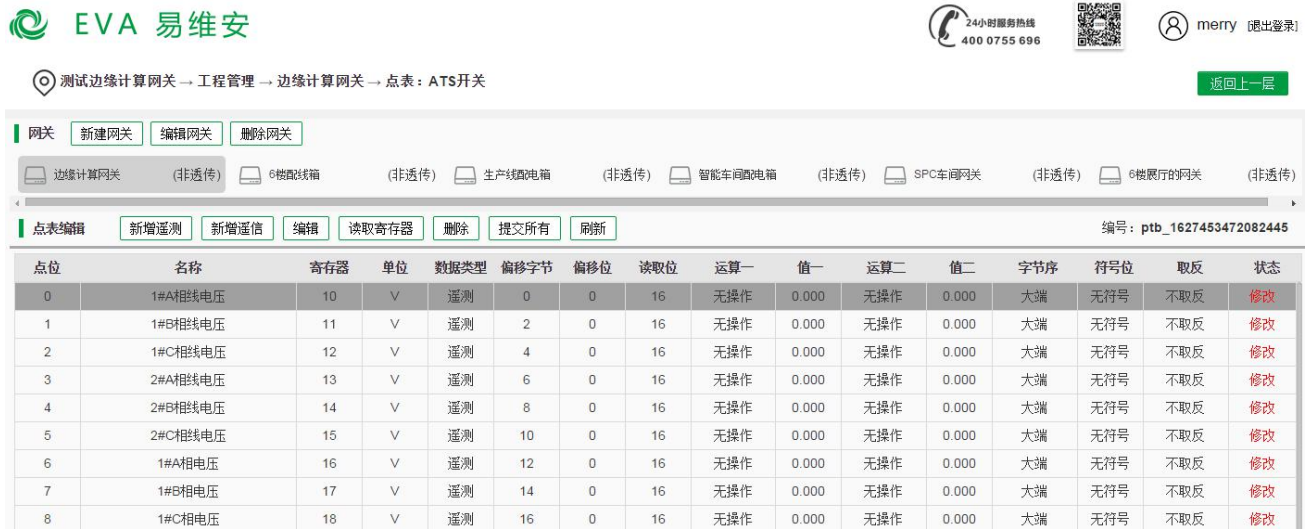 EVA 易维安
24小时服务热线
400 0755 696
merry [退出登录]
测试边缘计算网关→工程管理→边缘计算网关→点表：ATS开关
返回上一层
网关 新建网关 编辑网关 删除网关
边缘计算网关 (非透传) 6楼配线箱 (非透传) 生产线配电箱 (非透传) 智能车间配电箱 (非透传) SPC车间网关 (非透传) 6楼展厅的网关 (非透传)
点表编辑 新增遥测 新增遥信 编辑 读取寄存器 删除 提交所有 刷新 编号：ptb_1627453472082445
点位 名称 寄存器 单位 数据类型 偏移字节 偏移位 读取位 运算一 值一 运算二 值二 字节序 符号位 取反 状态
0 1#A相线电压 10 V 遥测 0 0 16 无操作 0.000 无操作 0.000 大端 无符号 不取反 修改
1 1#B相线电压 11 V 遥测 2 0 16 无操作 0.000 无操作 0.000 大端 无符号 不取反 修改
2 1#C相线电压 12 V 遥测 4 0 16 无操作 0.000 无操作 0.000 大端 无符号 不取反 修改
3 2#A相线电压 13 V 遥测 6 0 16 无操作 0.000 无操作 0.000 大端 无符号 不取反 修改
4 2#B相线电压 14 V 遥测 8 0 16 无操作 0.000 无操作 0.000 大端 无符号 不取反 修改
5 2#C相线电压 15 V 遥测 10 0 16 无操作 0.000 无操作 0.000 大端 无符号 不取反 修改
6 1#A相电压 16 V 遥测 12 0 16 无操作 0.000 无操作 0.000 大端 无符号 不取反 修改
7 1#B相电压 17 V 遥测 14 0 16 无操作 0.000 无操作 0.000 大端 无符号 不取反 修改
8 1#C相电压 18 V 遥测 16 0 16 无操作 0.000 无操作 0.000 大端 无符号 不取反 修改